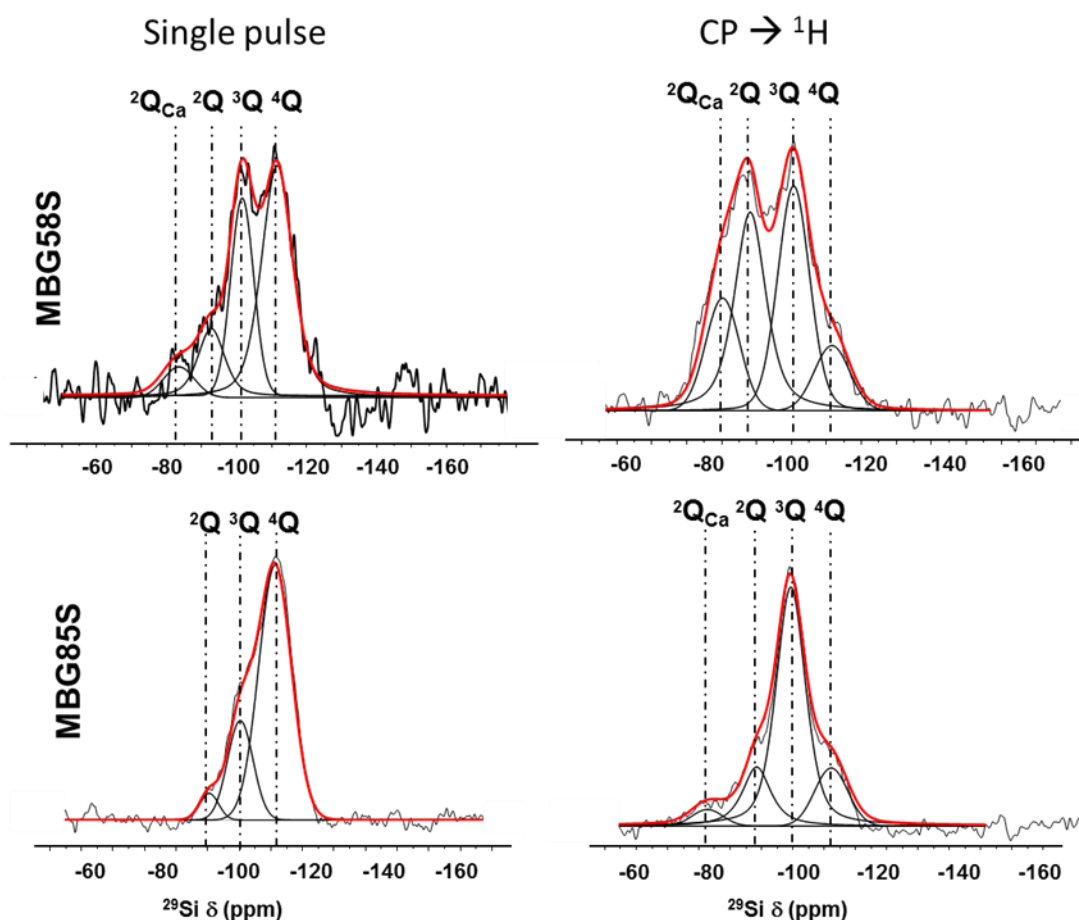 Single pulse
CP → ¹H
²Q_Ca ²Q ³Q ⁴Q
²Q_Ca ²Q ³Q ⁴Q
MBG58S
-60 -80 -100 -120 -140 -160
-60 -80 -100 -120 -140 -160
²Q ³Q ⁴Q
²Q_Ca ²Q ³Q ⁴Q
MBG85S
-60 -80 -100 -120 -140 -160
-60 -80 -100 -120 -140 -160
²⁹Si δ (ppm)
²⁹Si δ (ppm)